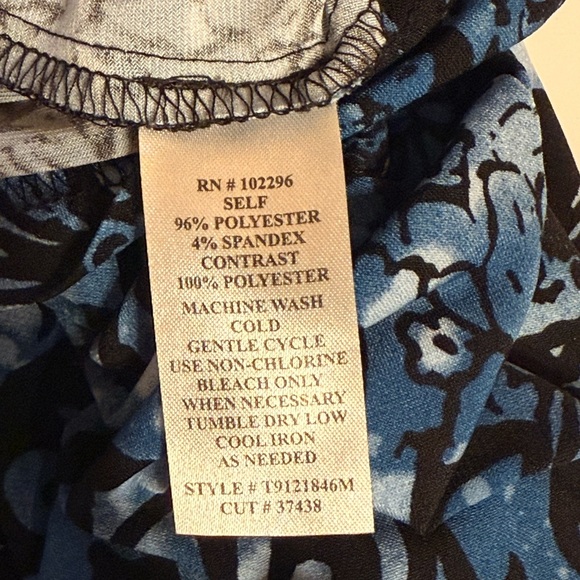 RN # 102296
SELF
96% POLYESTER
4% SPANDEX
CONTRAST
100% POLYESTER
MACHINE WASH
COLD
GENTLE CYCLE
USE NON-CHLORINE
BLEACH ONLY
WHEN NECESSARY
TUMBLE DRY LOW
COOL IRON
AS NEEDED
STYLE # T9121846M
CUT # 37438